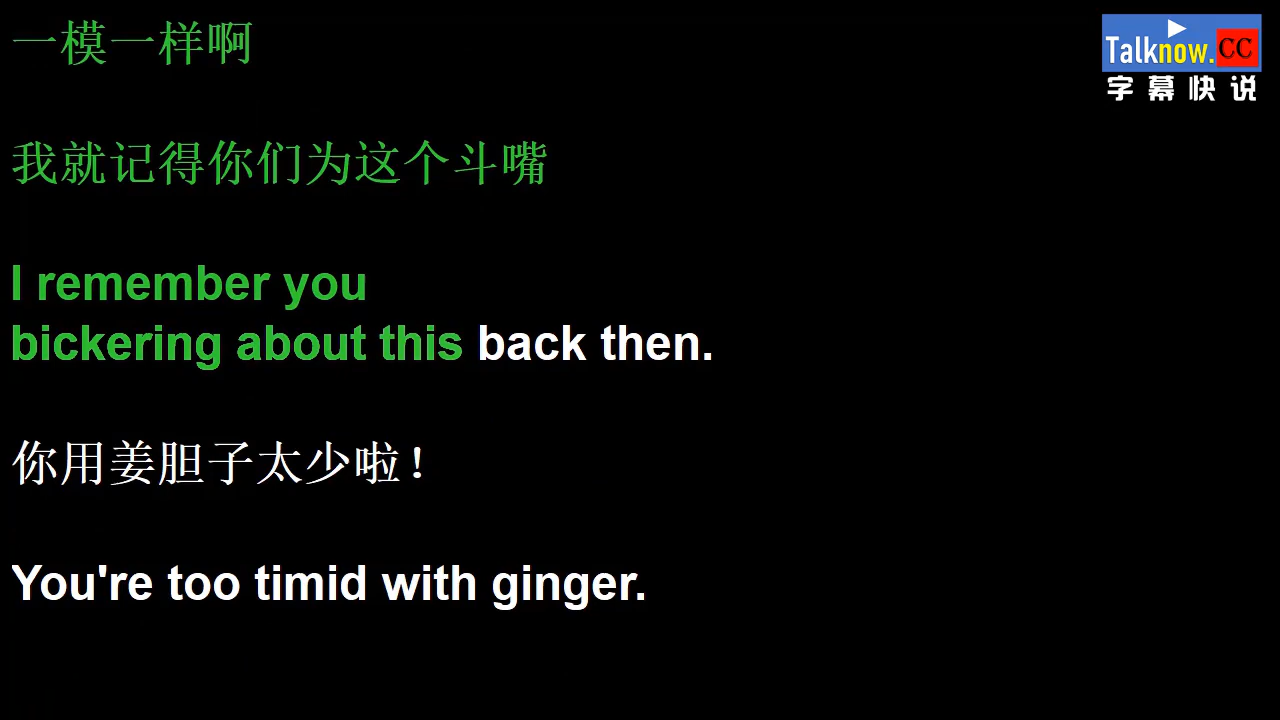 一模一样啊
Talknow.CC
字幕快说
我就记得你们为这个斗嘴
I remember you
bickering about this back then.
你用姜胆子太少啦！
You're too timid with ginger.